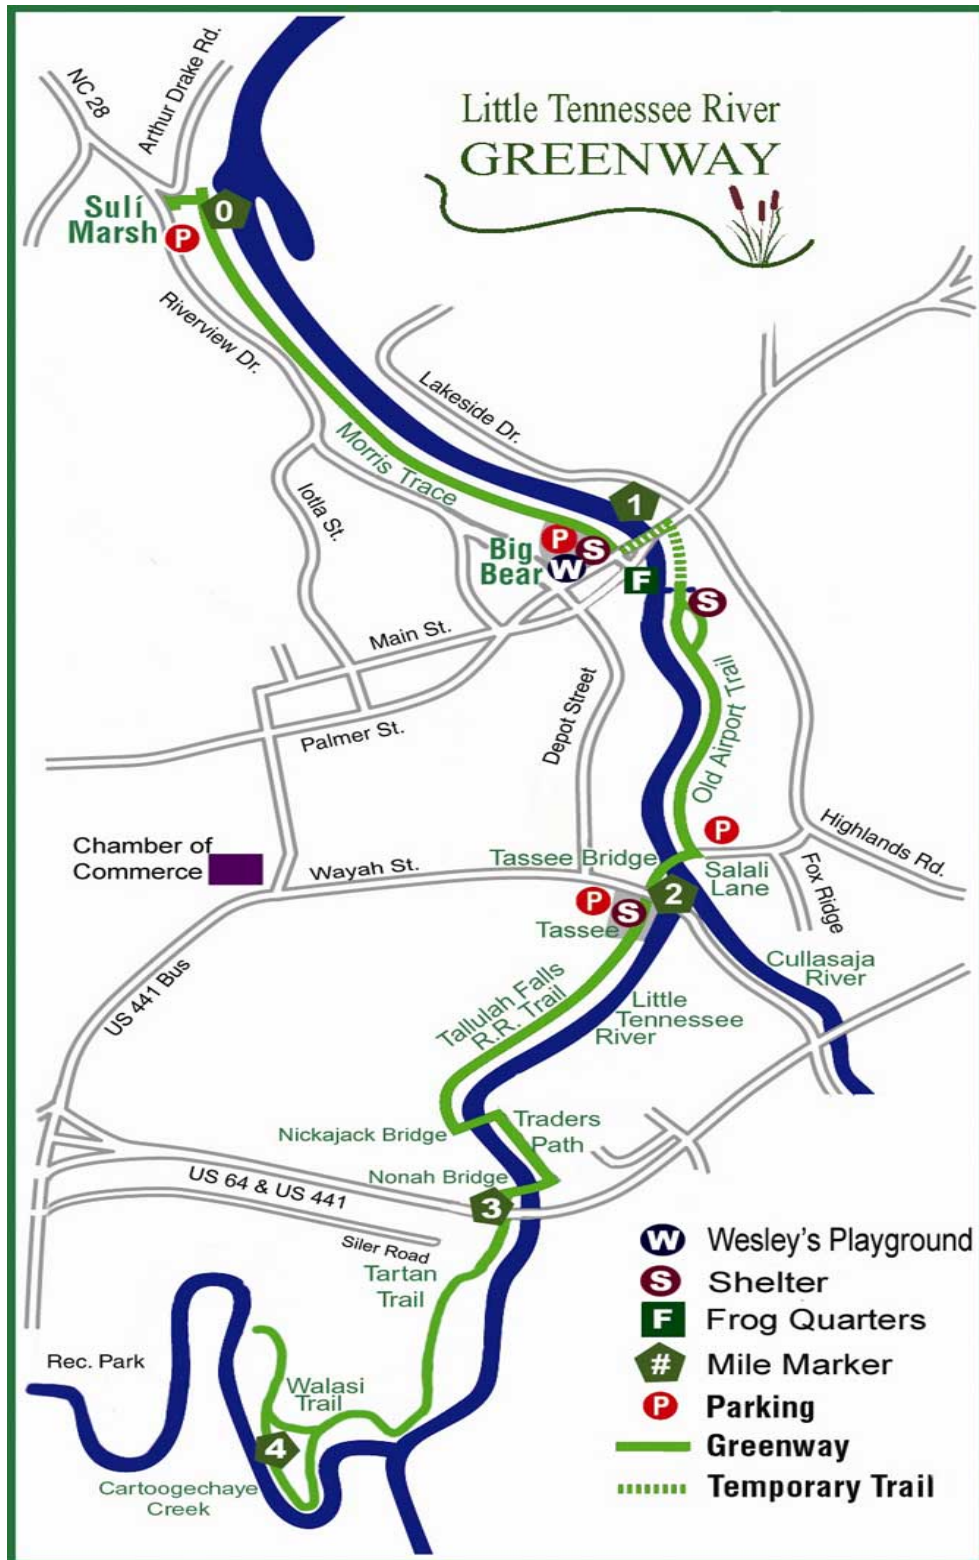 Little Tennessee River
GREENWAY
NC 28
Arthur Drake Rd.
Sulí
Marsh
P
0
Riverview Dr.
Lakeside Dr.
Morris Trace
Iotla St.
1
Big
Bear
P
S
W
F
S
Main St.
Palmer St.
Depot Street
Old Airport Trail
P
Highlands Rd.
Chamber of
Commerce
Wayah St.
Tassee Bridge
Salali
Lane
Fox Ridge
2
P
S
Tassee
Cullasaja
River
US 441 Bus
Tallulah Falls
R.R. Trail
Little
Tennessee
River
Nickajack Bridge
Traders
Path
Nonah Bridge
US 64 & US 441
3
Siler Road
Tartan
Trail
Rec. Park
Walasi
Trail
4
Cartoogechaye
Creek
W Wesley's Playground
S Shelter
F Frog Quarters
# Mile Marker
P Parking
Greenway
Temporary Trail